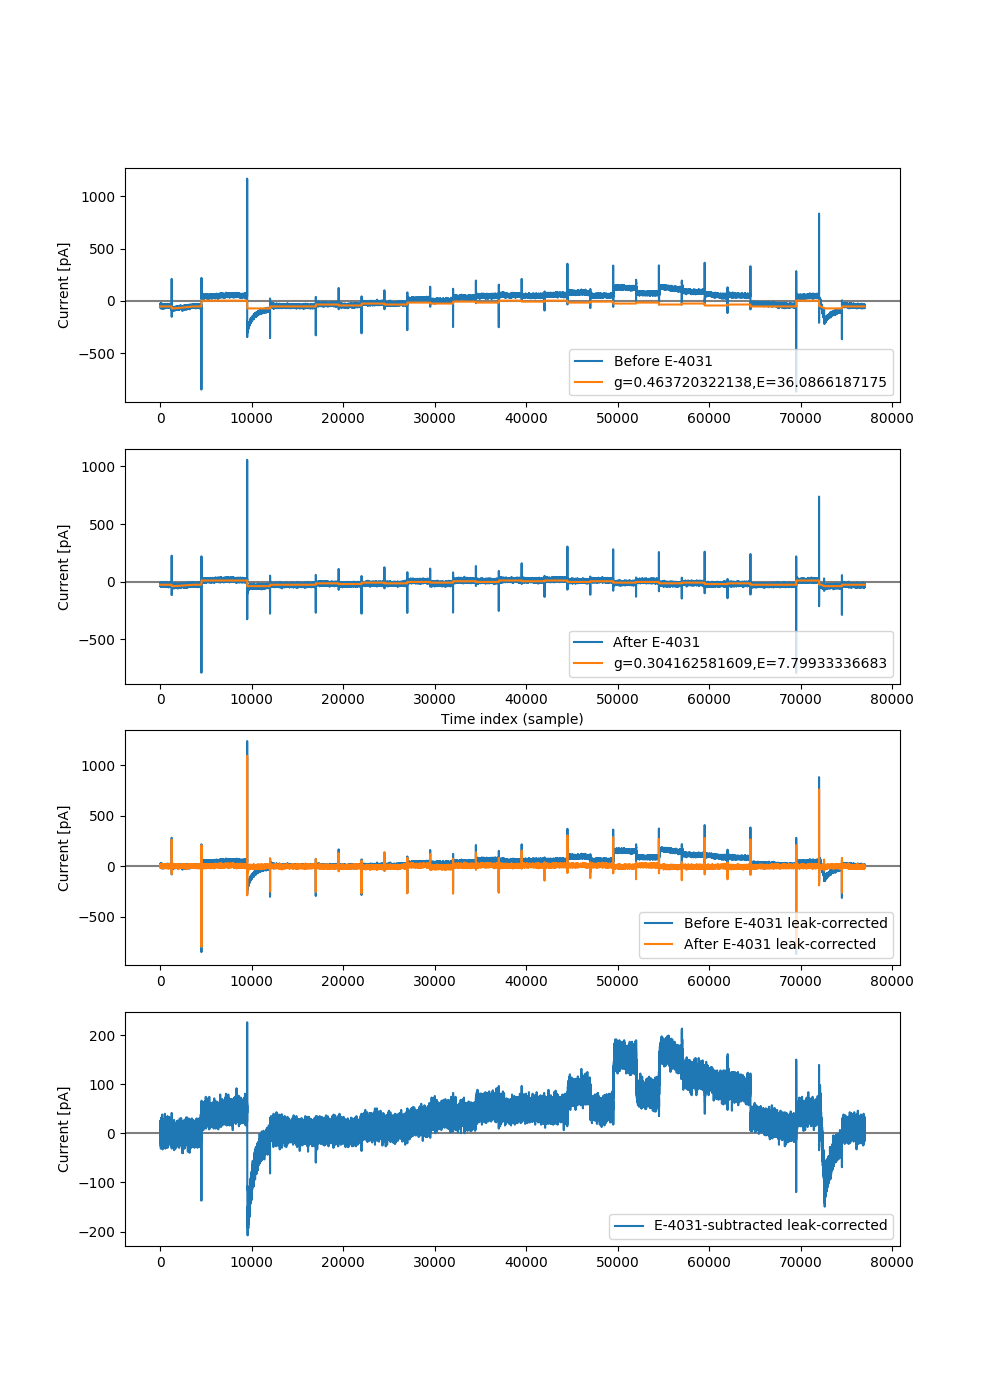 1000
500
0
−500
Current [pA]
Before E-4031
g=0.463720322138,E=36.0866187175
0 10000 20000 30000 40000 50000 60000 70000 80000
1000
500
0
−500
Current [pA]
After E-4031
g=0.304162581609,E=7.79933336683
0 10000 20000 30000 40000 50000 60000 70000 80000
Time index (sample)
1000
500
0
−500
Current [pA]
Before E-4031 leak-corrected
After E-4031 leak-corrected
0 10000 20000 30000 40000 50000 60000 70000 80000
200
100
0
−100
−200
Current [pA]
E-4031-subtracted leak-corrected
0 10000 20000 30000 40000 50000 60000 70000 80000